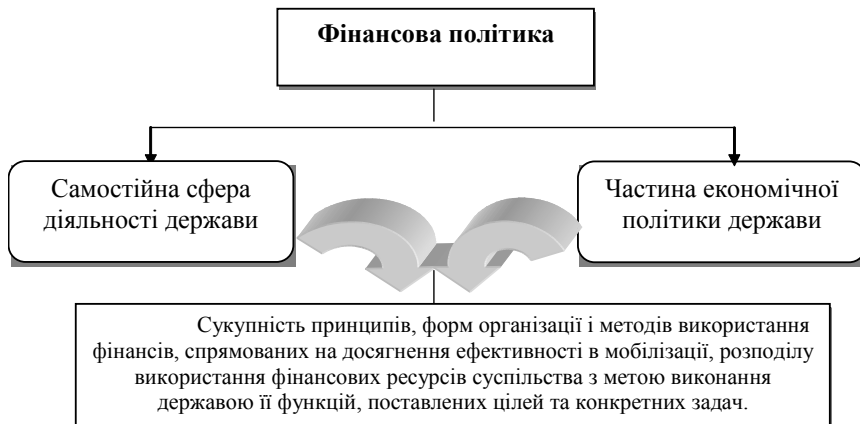 Фінансова політика
Самостійна сфера
діяльності держави
Частина економічної
політики держави
Сукупність принципів, форм організації і методів використання
фінансів, спрямованих на досягнення ефективності в мобілізації, розподілу
використання фінансових ресурсів суспільства з метою виконання
державою її функцій, поставлених цілей та конкретних задач.